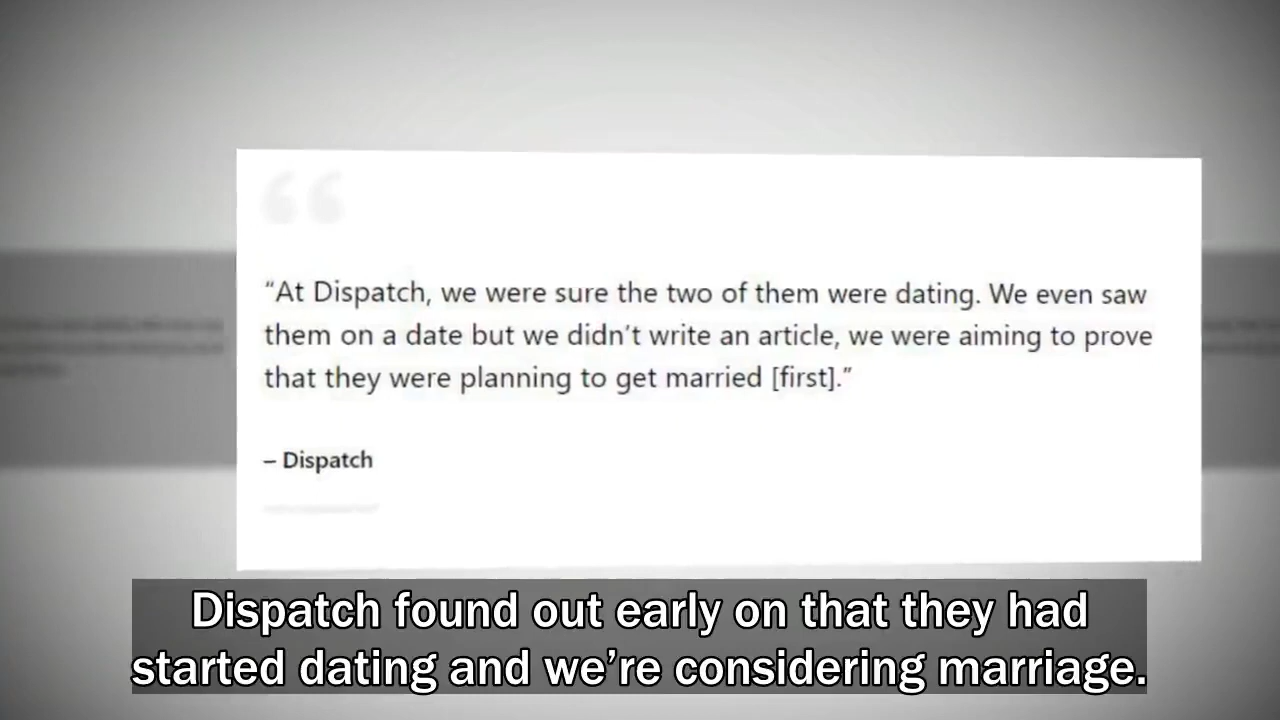 “At Dispatch, we were sure the two of them were dating. We even saw
them on a date but we didn’t write an article, we were aiming to prove
that they were planning to get married [first].”
– Dispatch
Dispatch found out early on that they had
started dating and we’re considering marriage.